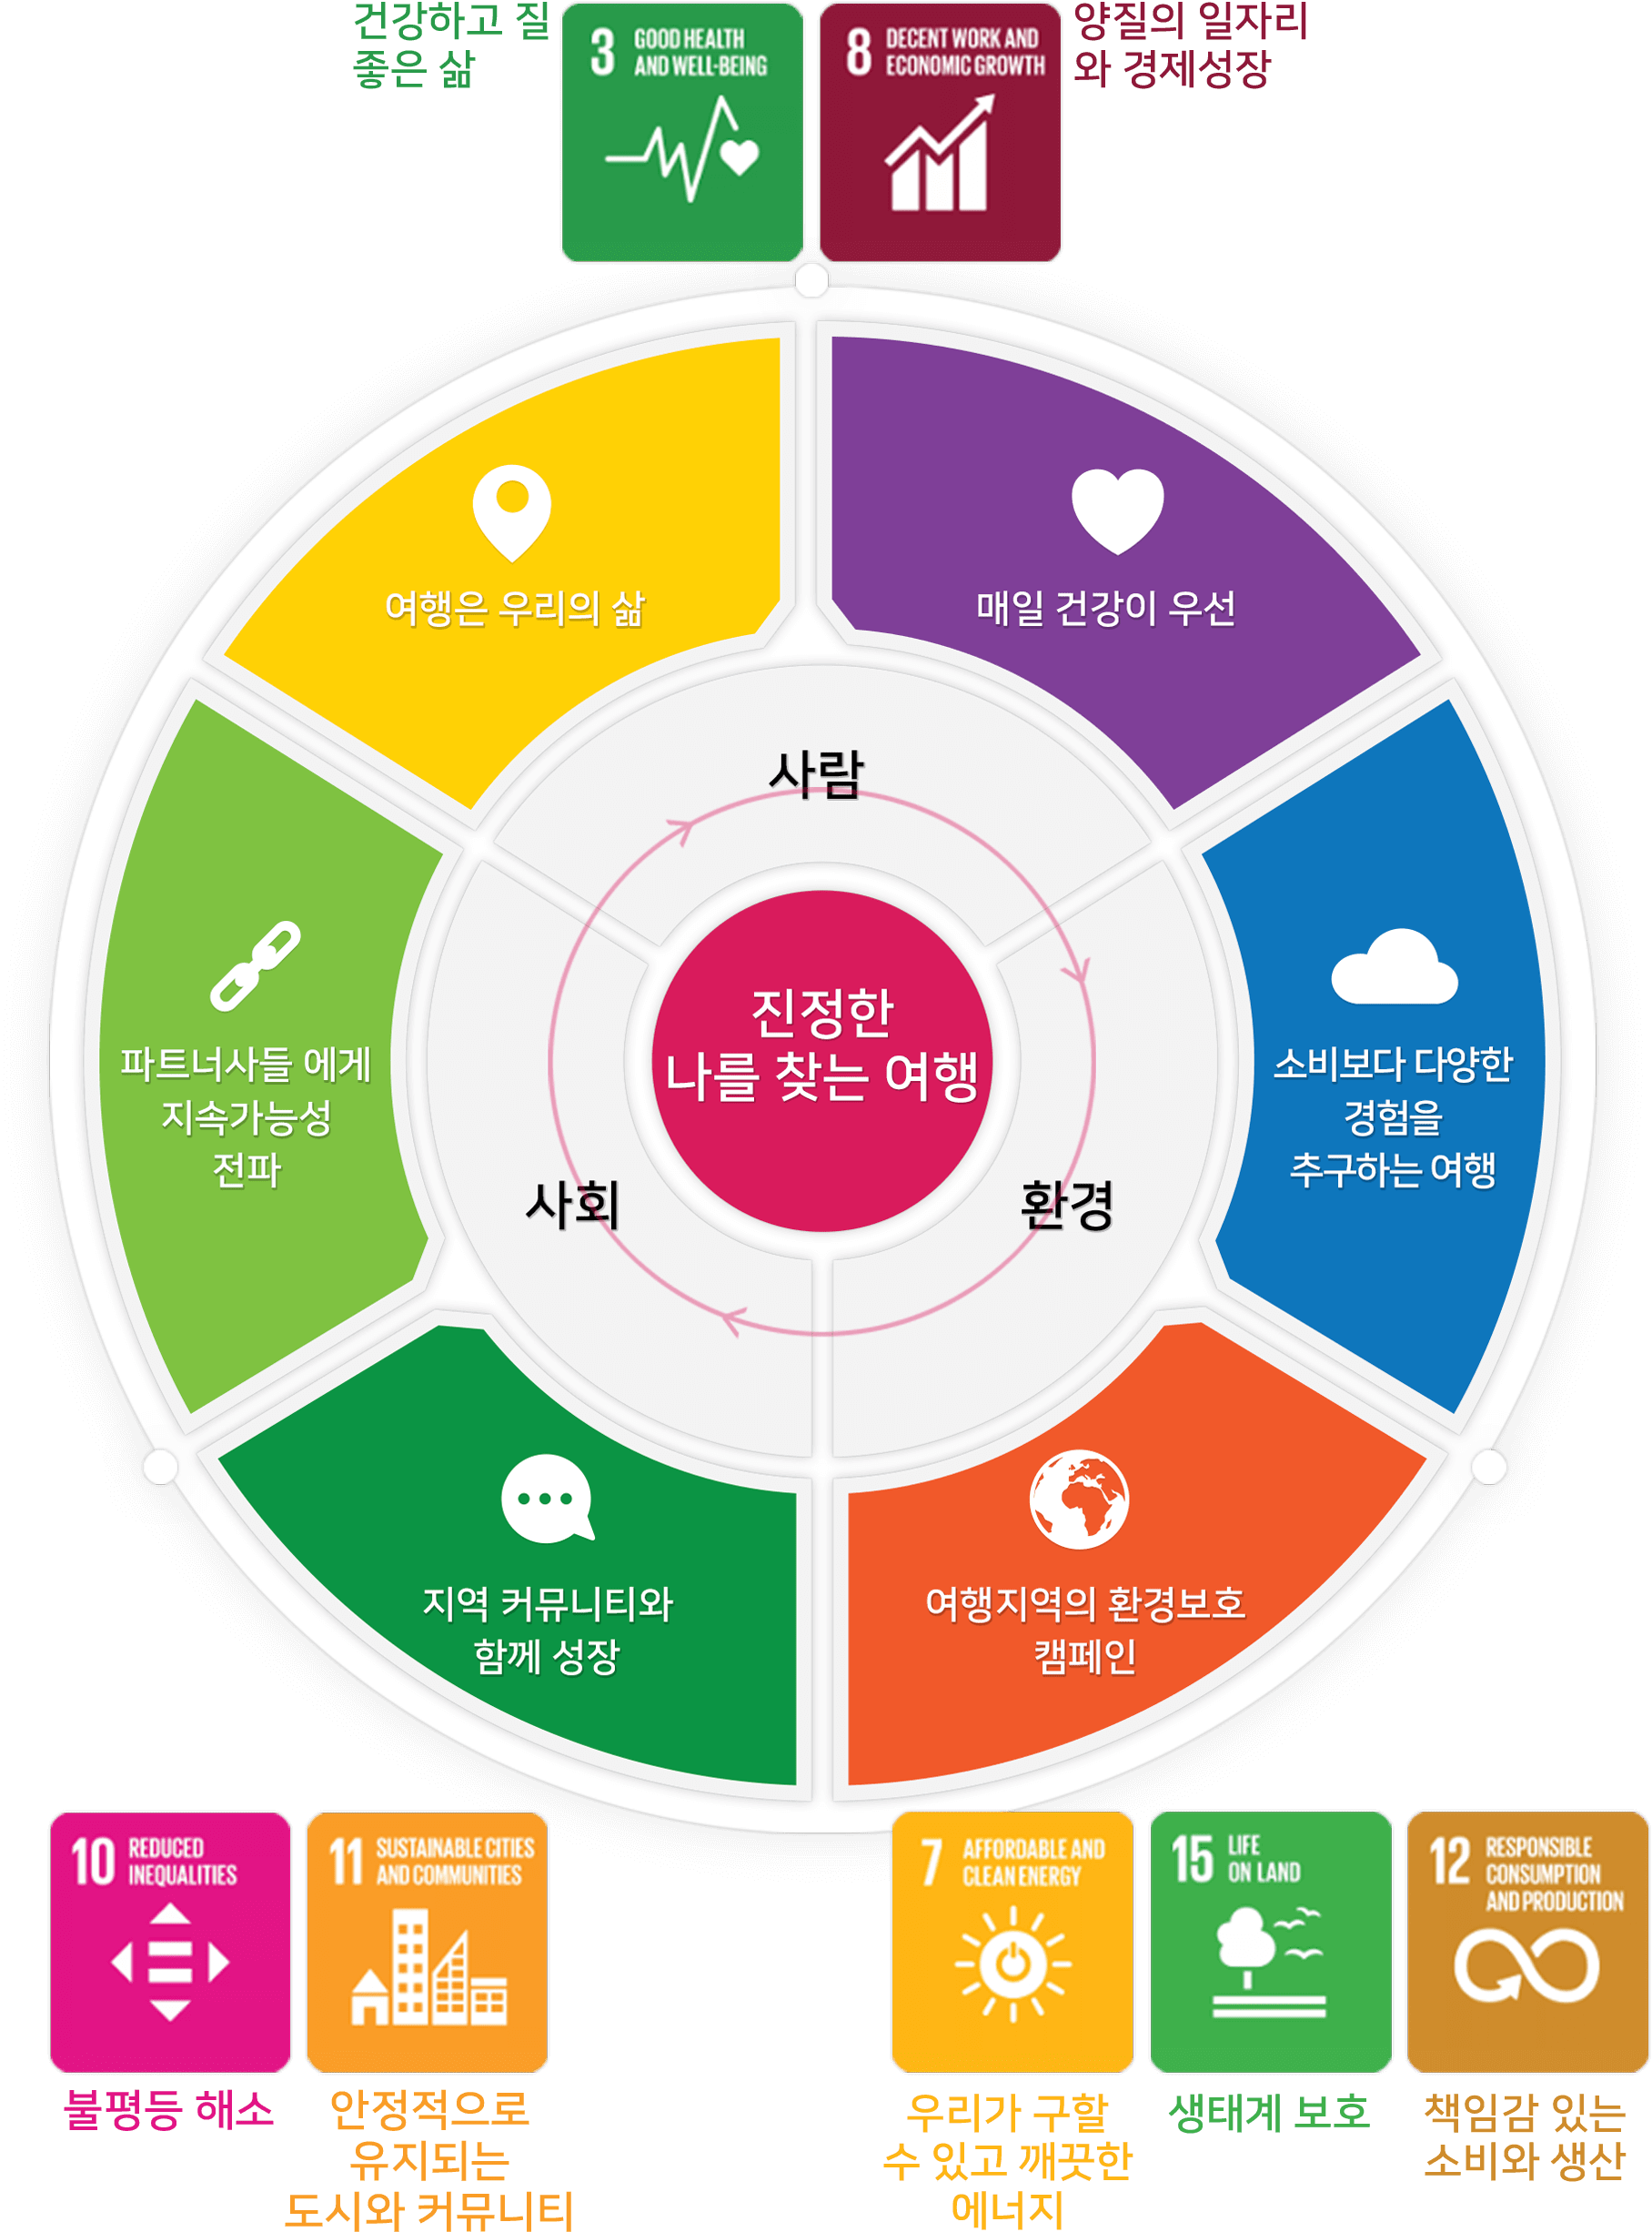 건강하고 질
좋은 삶
3 GOOD HEALTH
AND WELL-BEING
8 DECENT WORK AND
ECONOMIC GROWTH
양질의 일자리
와 경제성장
여행은 우리의 삶
매일 건강이 우선
사람
진정한
나를 찾는 여행
파트너사들 에게
지속가능성
전파
소비보다 다양한
경험을
추구하는 여행
사회
환경
지역 커뮤니티와
함께 성장
여행지역의 환경보호
캠페인
10 REDUCED
INEQUALITIES
불평등 해소
11 SUSTAINABLE CITIES
AND COMMUNITIES
안정적으로
유지되는
도시와 커뮤니티
7 AFFORDABLE AND
CLEAN ENERGY
우리가 구할
수 있고 깨끗한
에너지
15 LIFE
ON LAND
생태계 보호
12 RESPONSIBLE
CONSUMPTION
AND PRODUCTION
책임감 있는
소비와 생산